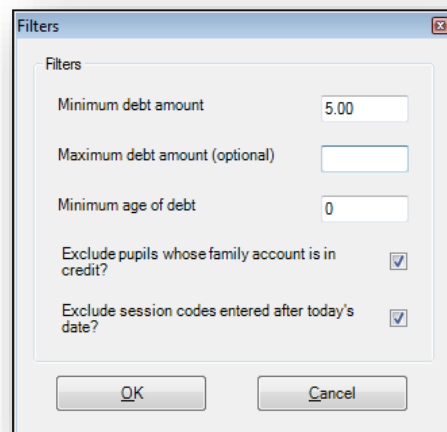 Filters
Filters
Minimum debt amount 5.00
Maximum debt amount (optional)
Minimum age of debt 0
Exclude pupils whose family account is in
credit?
Exclude session codes entered after today's
date?
OK Cancel